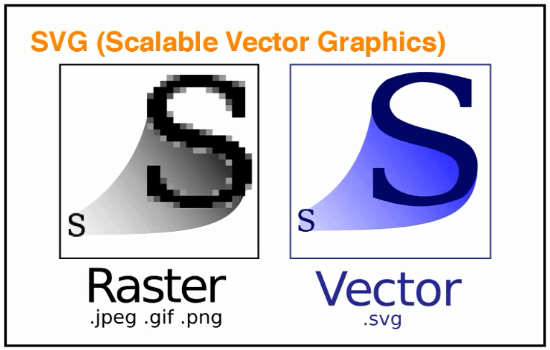 SVG (Scalable Vector Graphics)
S
S
S
S
Raster
.jpeg .gif .png
Vector
.svg